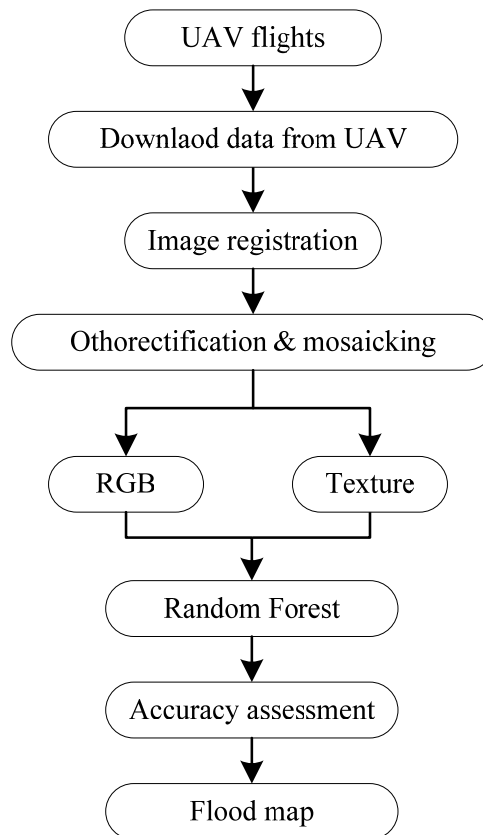 UAV flights
Downlaod data from UAV
Image registration
Othorectification & mosaicking
RGB
Texture
Random Forest
Accuracy assessment
Flood map